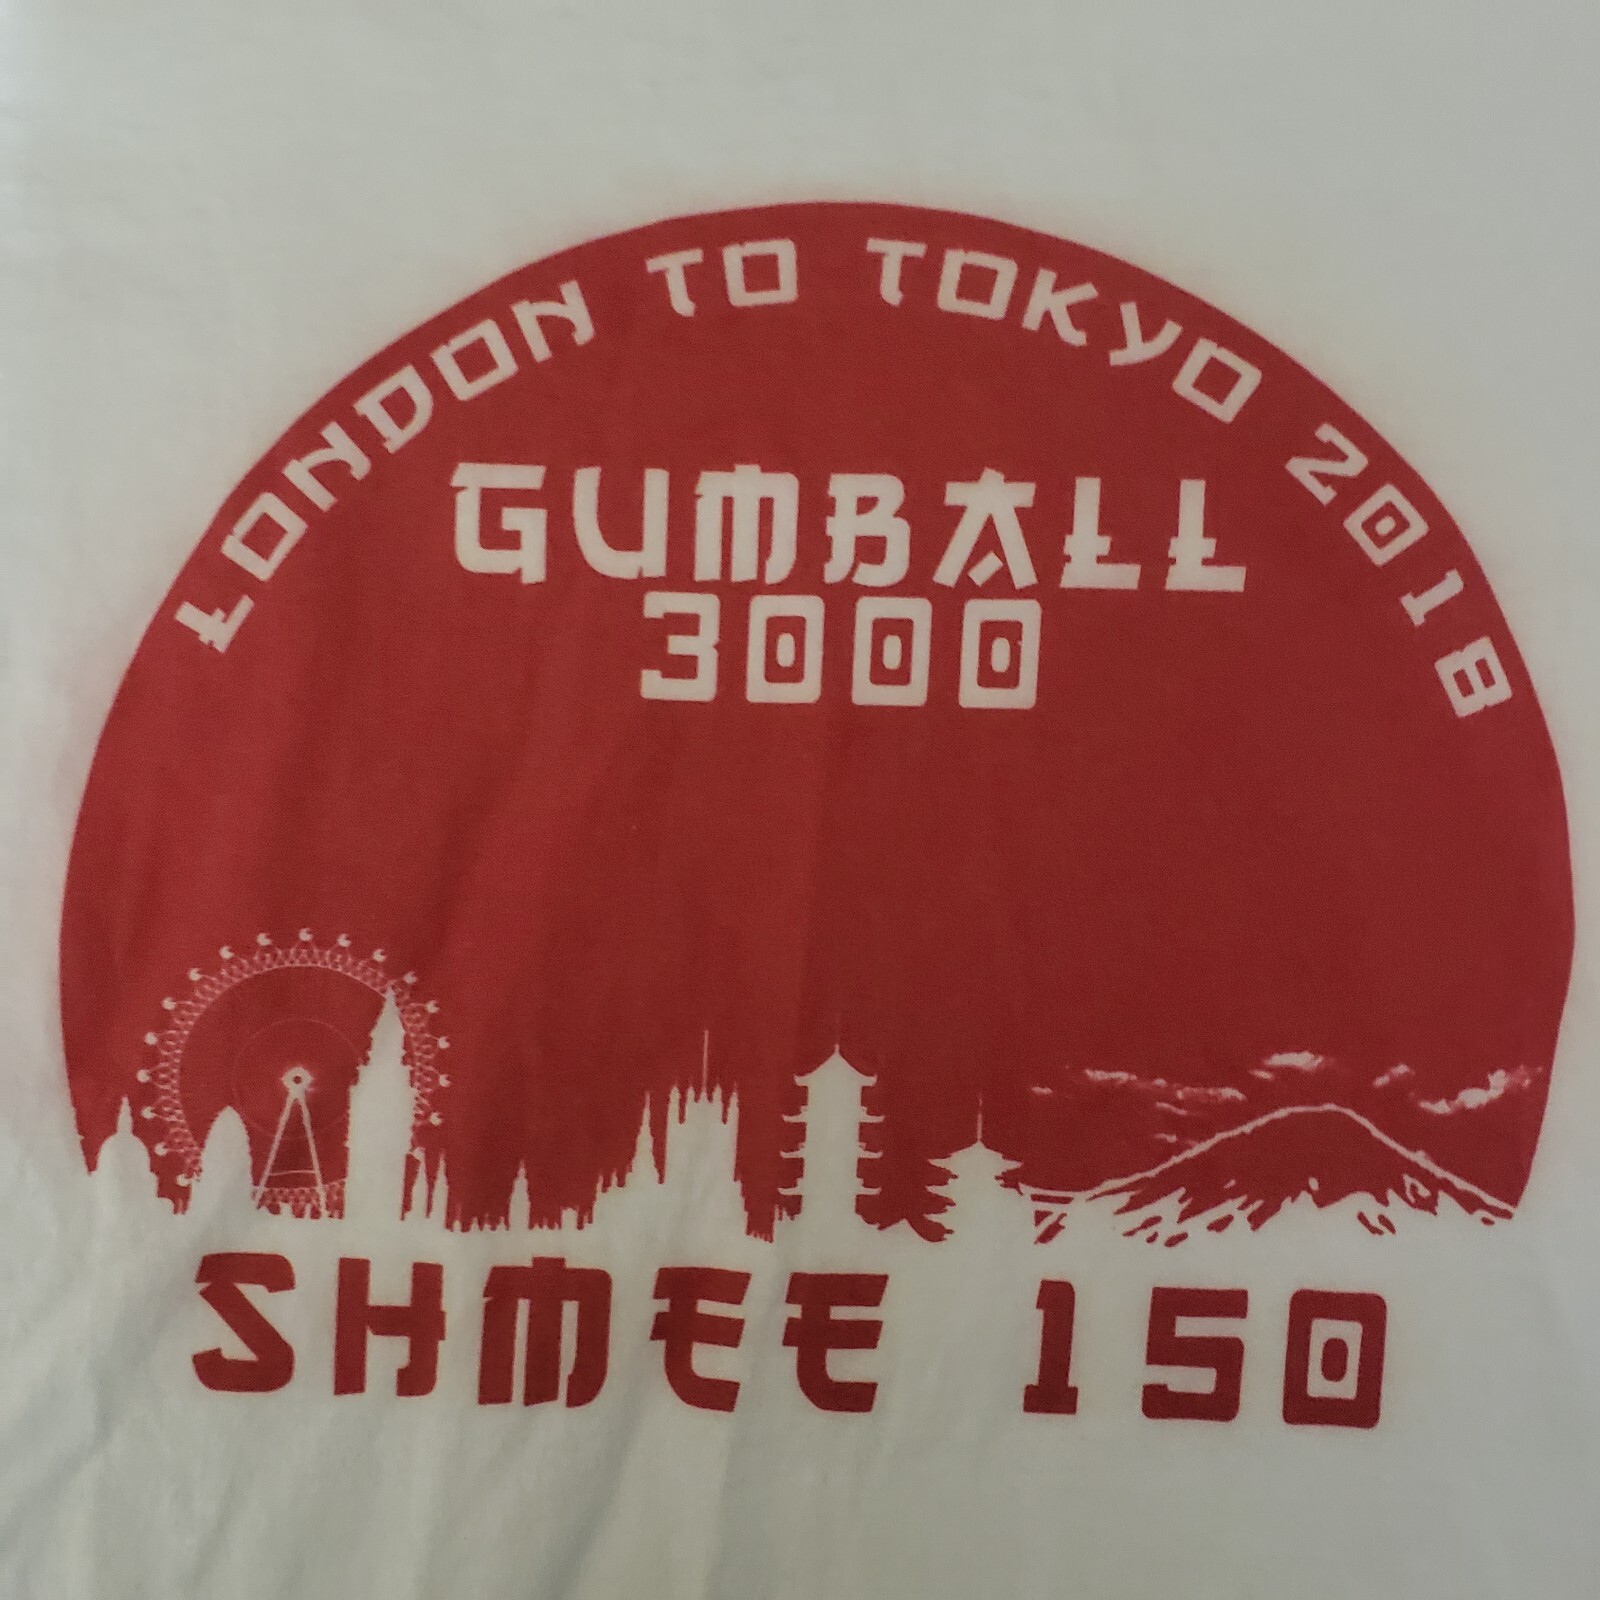 LONDON TO TOKYO 2018
GUMBALL
3000
SHMEE 150